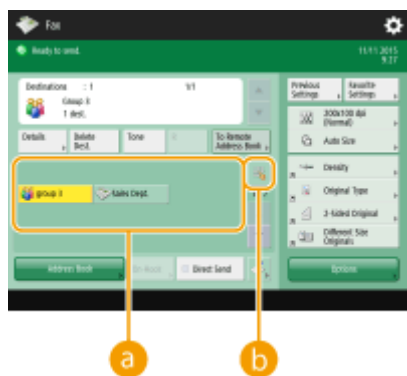 Fax
Ready to send.
11/11 2015
9:27
Destinations : 1
1/1
Group 3
1 dest.
Details
Delete
Dest.
Tone
To Remote
Address Book
group 3
Sales Dept.
Address Book
Direct Send
Previous
Settings
Favorite
Settings
200x100 dpi
(Normal)
Auto Size
Density
Original Type
2-Sided Original
Different Size
Originals
Options
a
b